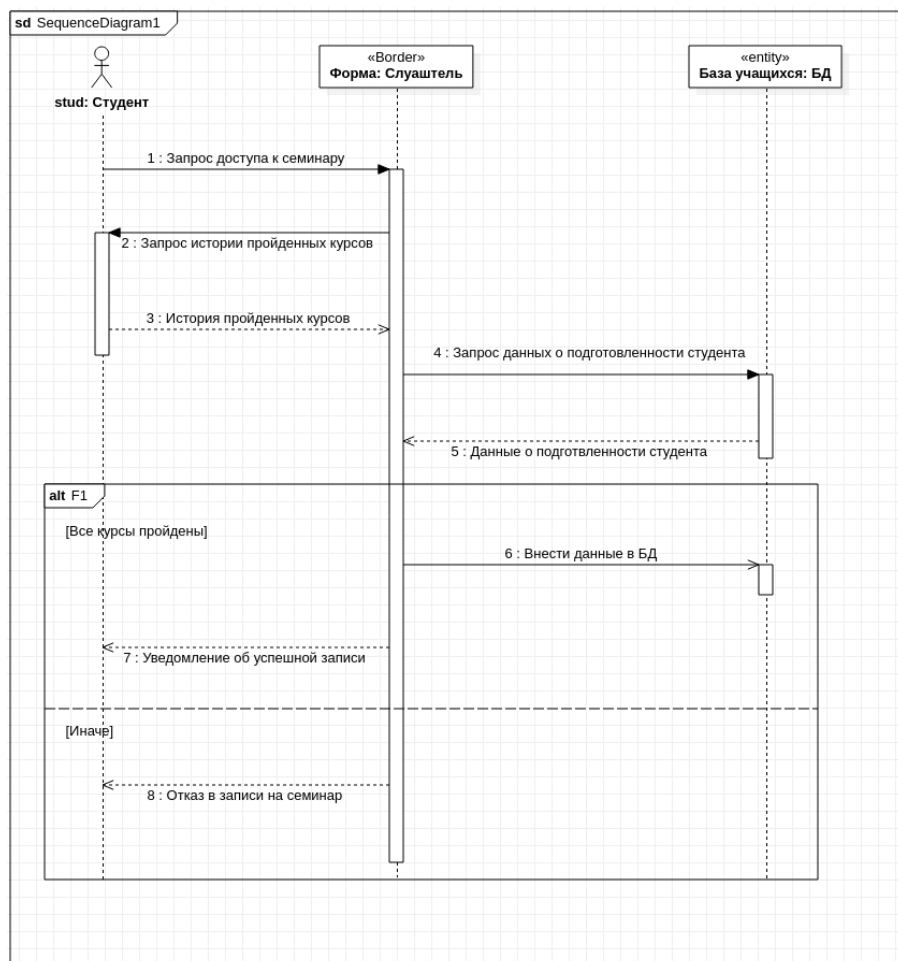 sd SequenceDiagram1
stud: Студент
«Border»
Форма: Слуаштель
«entity»
База учащихся: БД
1 : Запрос доступа к семинару
2 : Запрос истории пройденных курсов
3 : История пройденных курсов
4 : Запрос данных о подготовленности студента
5 : Данные о подготвленности студента
alt F1
[Все курсы пройдены]
6 : Внести данные в БД
7 : Уведомление об успешной записи
[Иначе]
8 : Отказ в записи на семинар